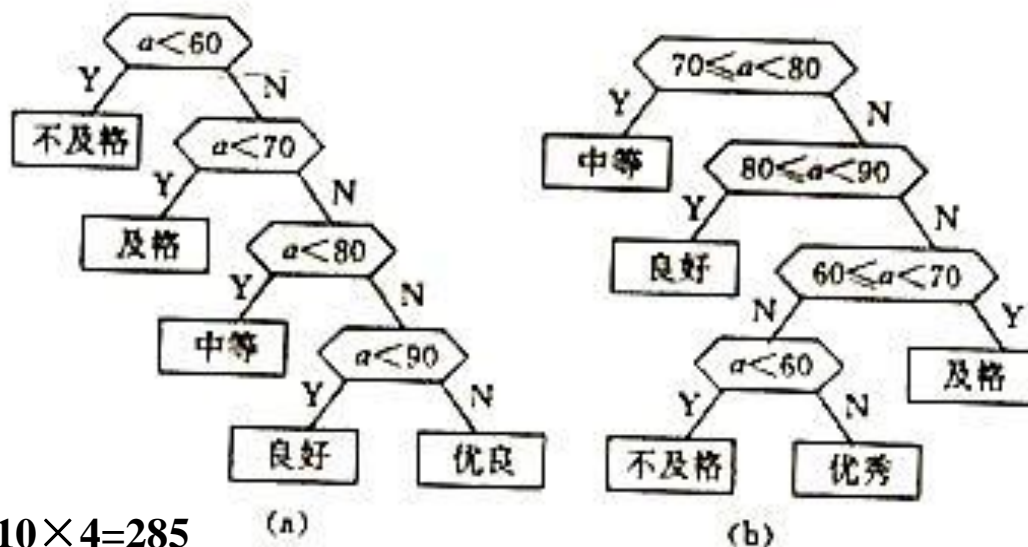 a<60
Y N
不及格
a<70
Y N
及格
a<80
Y N
中等
a<90
Y N
良好 优良
(a)
70≤a<80
Y N
中等
80≤a<90
Y N
良好
60≤a<70
N Y
a<60
及格
Y N
不及格 优秀
(b)
10×4=285